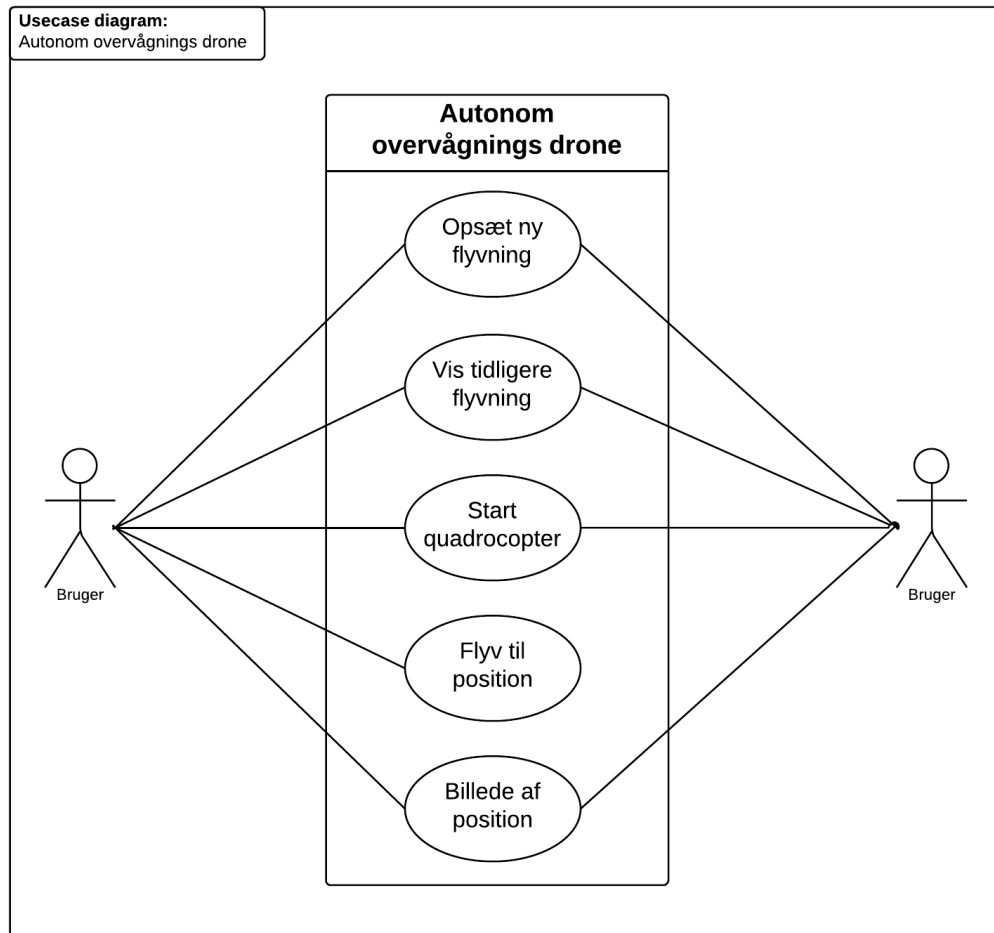 Usecase diagram:
Autonom overvågnings drone
Autonom
overvågnings drone
Opsæt ny
flyvning
Vis tidligere
flyvning
Start
quadrocopter
Flyv til
position
Billede af
position
Bruger
Bruger